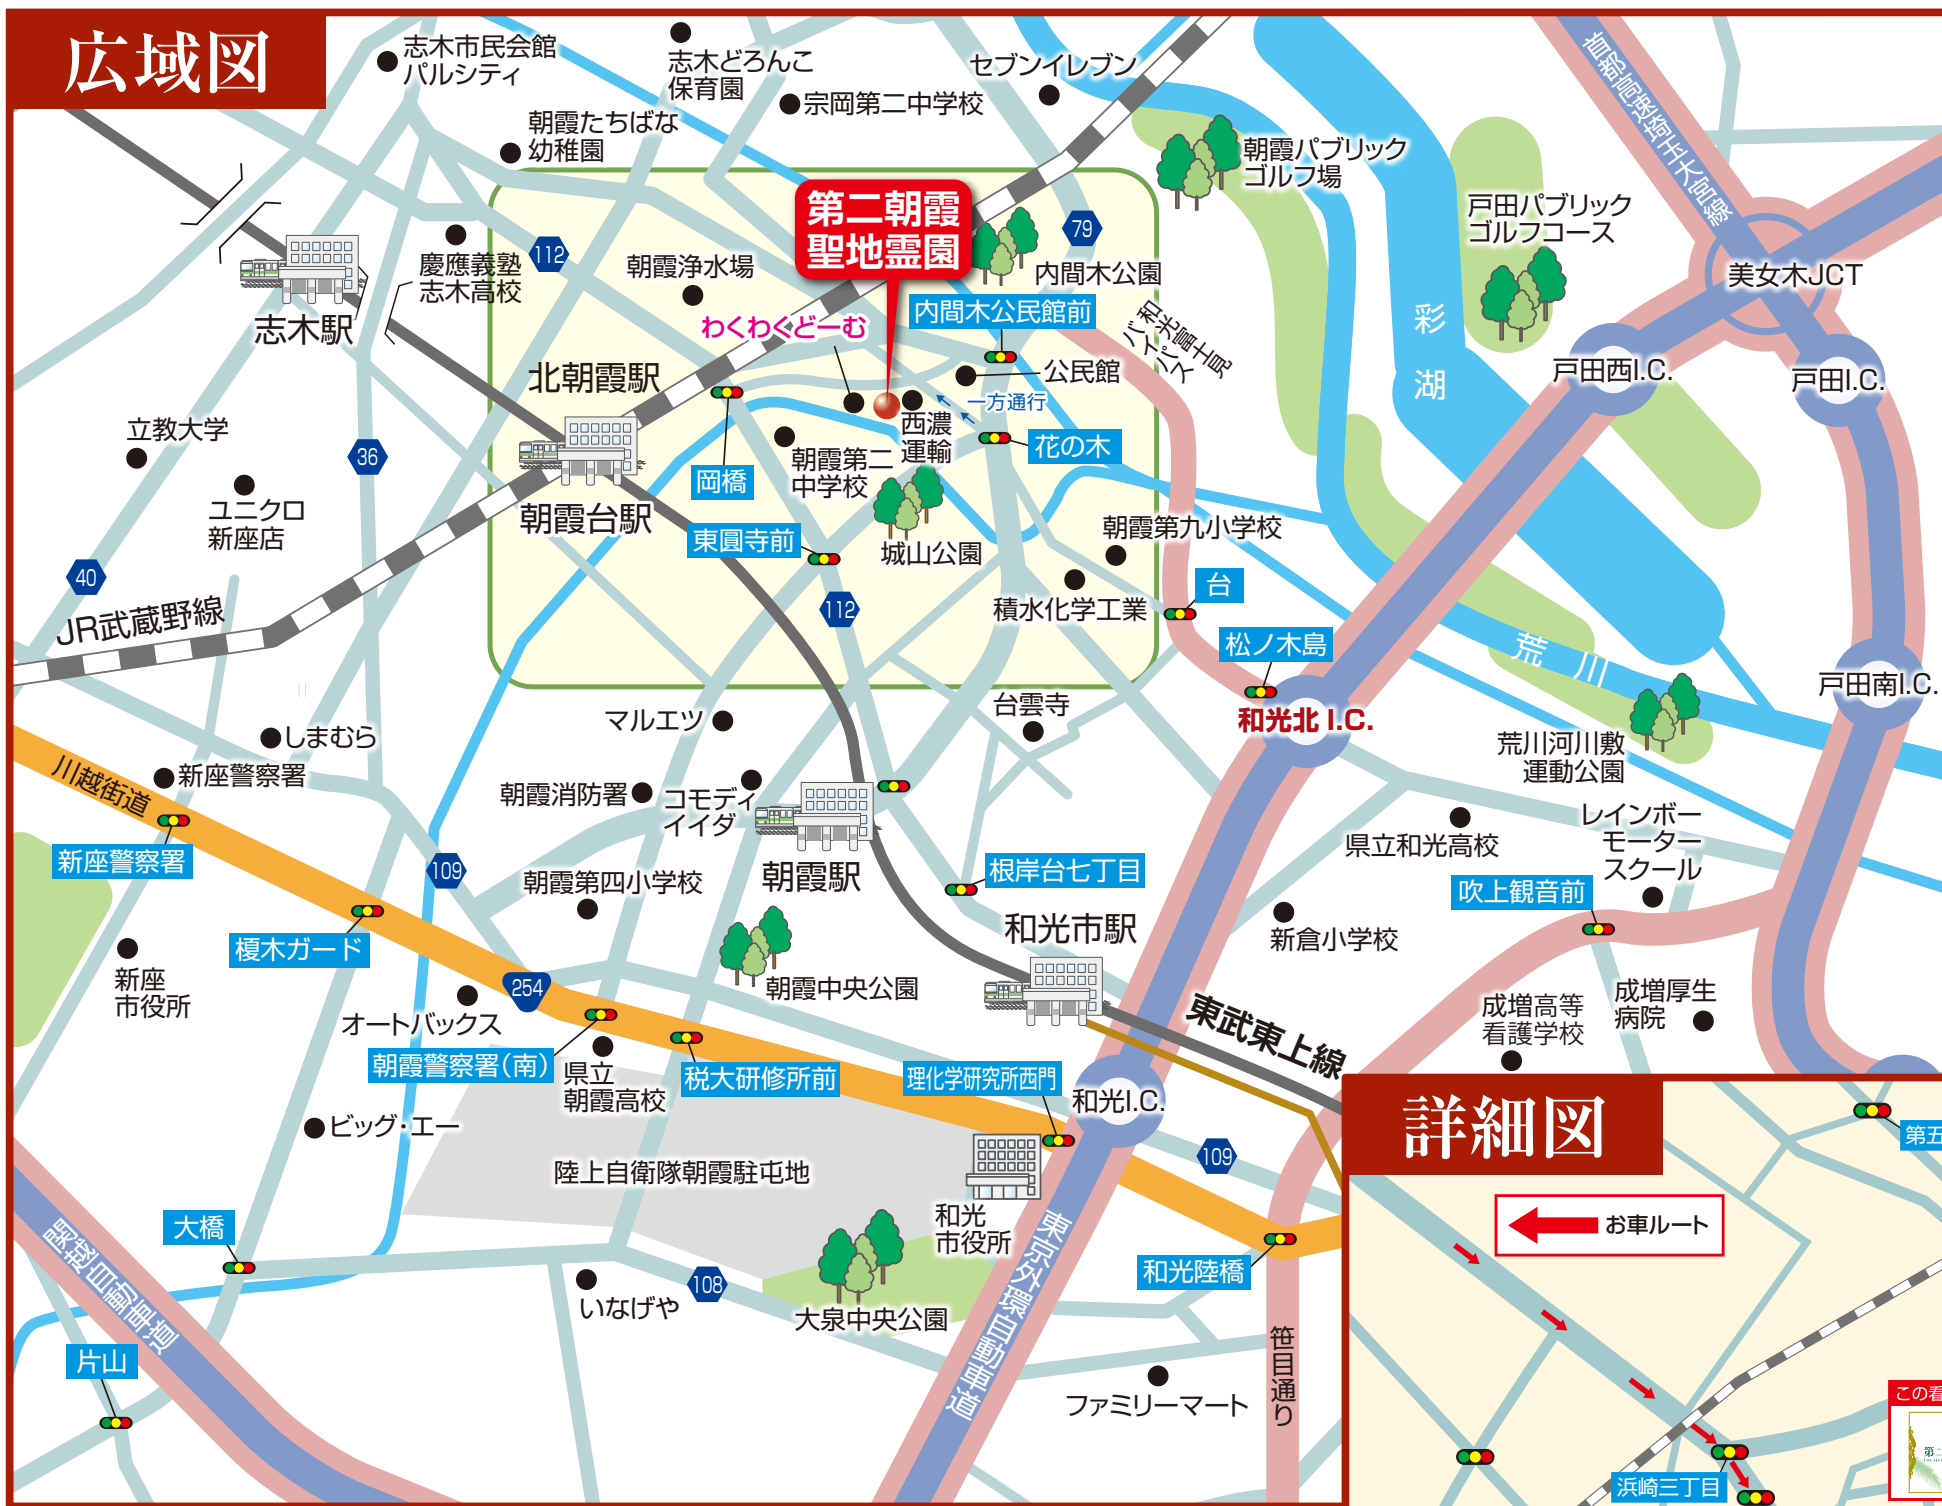 広域図
志木市民会館
パルシティ
志木どろんこ
保育園
宗岡第二中学校
セブンイレブン
朝霞たちばな
幼稚園
朝霞パブリック
ゴルフ場
首都高速埼玉大宮線
戸田パブリック
ゴルフコース
第二朝霞
聖地霊園
79
112
慶應義塾
志木高校
朝霞浄水場
内間木公園
美女木JCT
志木駅
わくわくどーむ
内間木公民館前
和光富士見
バイパス
彩湖
北朝霞駅
公民館
戸田西I.C.
戸田I.C.
一方通行
西濃
運輸
立教大学
36
花の木
岡橋
朝霞第二
中学校
ユニクロ
新座店
朝霞台駅
東圓寺前
城山公園
朝霞第九小学校
40
112
積水化学工業
台
JR武蔵野線
松ノ木島
荒川
戸田南I.C.
マルエツ
台雲寺
和光北 I.C.
しまむら
荒川河川敷
運動公園
川越街道
新座警察署
朝霞消防署
コモディ
イイダ
レインボー
モーター
スクール
新座警察署
109
朝霞第四小学校
朝霞駅
根岸台七丁目
県立和光高校
吹上観音前
榎木ガード
和光市駅
新倉小学校
新座
市役所
254
朝霞中央公園
東武東上線
成増高等
看護学校
成増厚生
病院
オートバックス
朝霞警察署(南)
県立
朝霞高校
税大研修所前
理化学研究所西門
和光I.C.
ビッグ・エー
109
陸上自衛隊朝霞駐屯地
和光
市役所
大橋
東京外環自動車道
和光陸橋
関越自動車道
いなげや
108
大泉中央公園
笹目通り
片山
ファミリーマート
詳細図
第五
お車ルート
この看
第二
浜崎三丁目